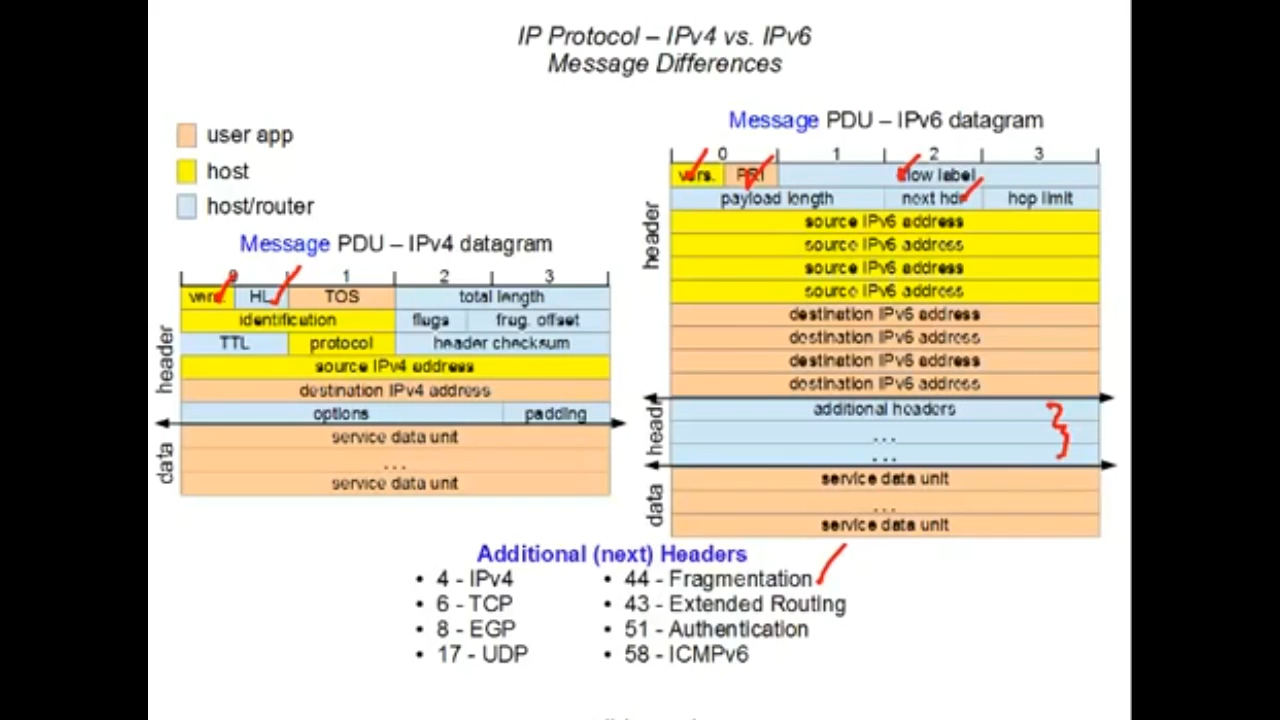 IP Protocol – IPv4 vs. IPv6
Message Differences
user app
host
host/router
Message PDU – IPv4 datagram
0 1 2 3
header
vers. HL TOS total length
identification flags frag. offset
TTL protocol header checksum
source IPv4 address
destination IPv4 address
options padding
data
service data unit
...
service data unit
Message PDU – IPv6 datagram
0 1 2 3
header
vers. PRI flow label
payload length next hdr hop limit
source IPv6 address
source IPv6 address
source IPv6 address
source IPv6 address
destination IPv6 address
destination IPv6 address
destination IPv6 address
destination IPv6 address
head
additional headers
...
...
data
service data unit
...
service data unit
Additional (next) Headers
• 4 - IPv4
• 6 - TCP
• 8 - EGP
• 17 - UDP
• 44 - Fragmentation
• 43 - Extended Routing
• 51 - Authentication
• 58 - ICMPv6